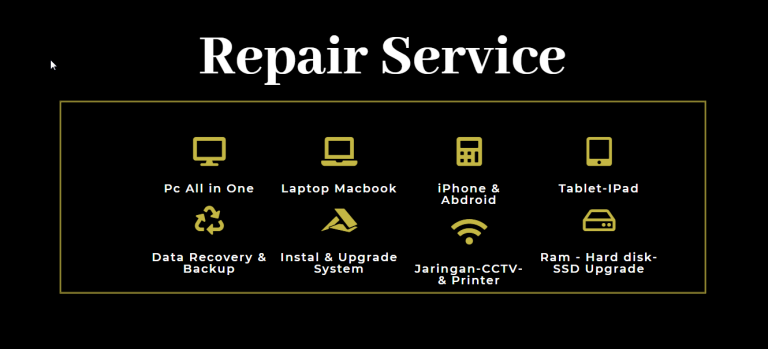 Repair Service
Pc All in One
Laptop Macbook
iPhone &
Abdroid
Tablet-IPad
Data Recovery &
Backup
Instal & Upgrade
System
Jaringan-CCTV-
& Printer
Ram - Hard disk-
SSD Upgrade